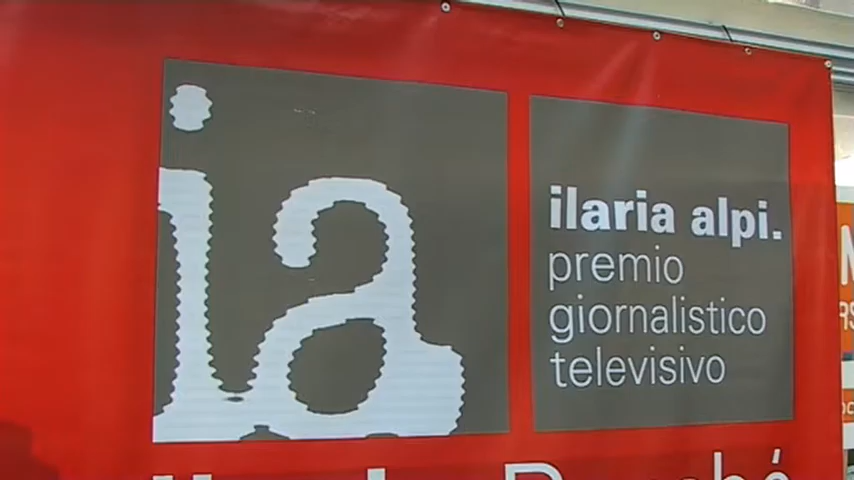 ia
ilaria alpi.
premio
giornalistico
televisivo